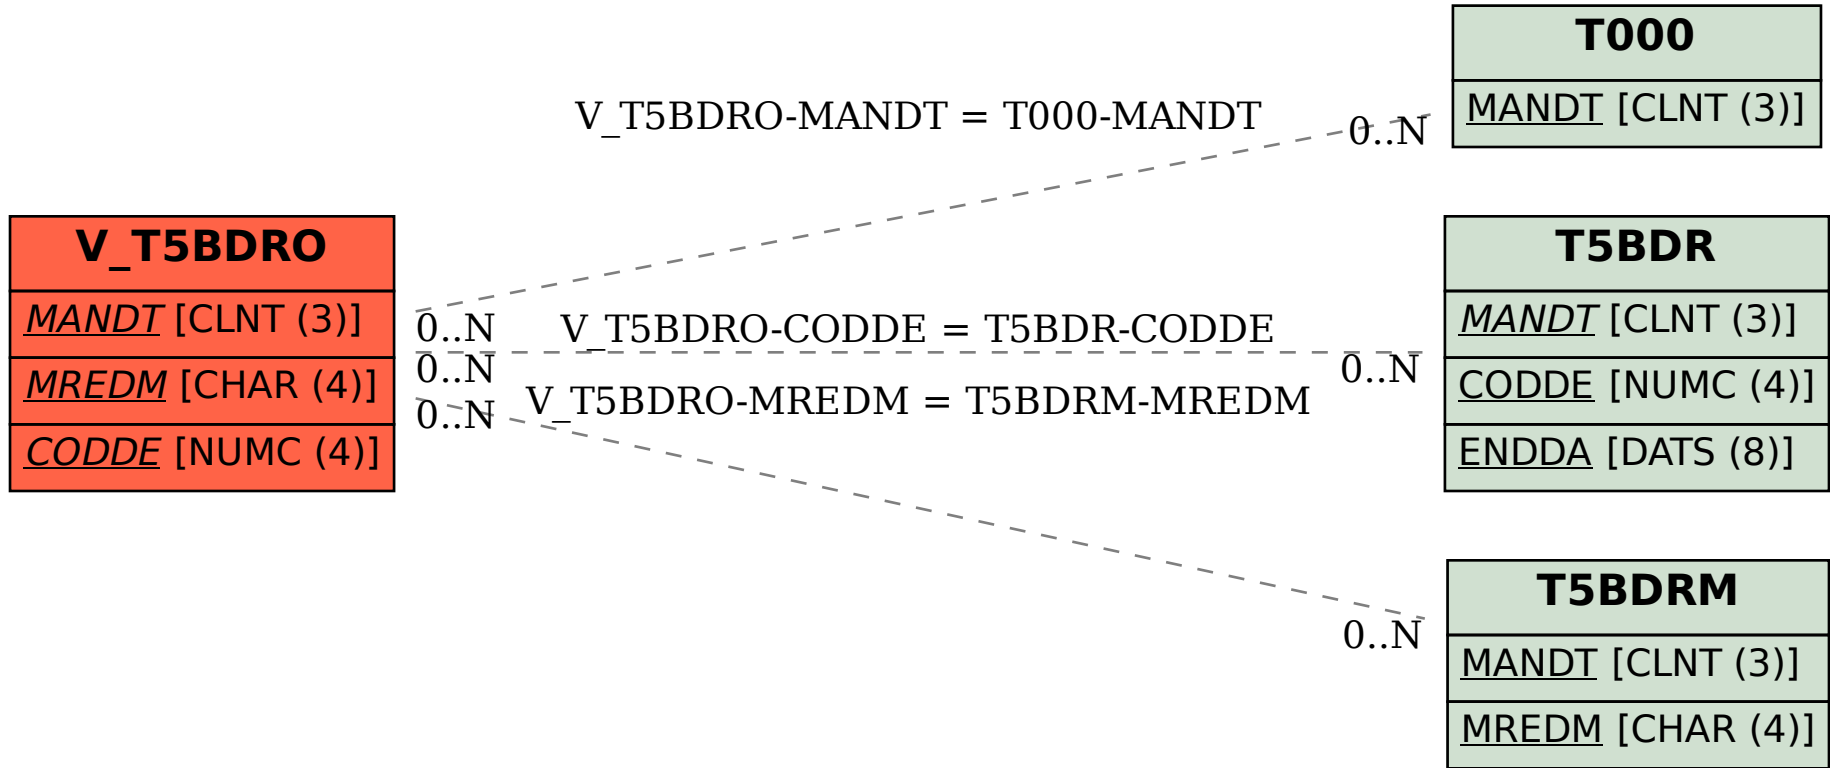 T000
MANDT [CLNT (3)]
V_T5BDRO-MANDT = T000-MANDT
0..N
V_T5BDRO
MANDT [CLNT (3)]
MREDM [CHAR (4)]
CODDE [NUMC (4)]
0..N
V_T5BDRO-CODDE = T5BDR-CODDE
0..N
0..N
V_T5BDRO-MREDM = T5BDRM-MREDM
0..N
T5BDR
MANDT [CLNT (3)]
CODDE [NUMC (4)]
ENDDA [DATS (8)]
0..N
T5BDRM
MANDT [CLNT (3)]
MREDM [CHAR (4)]